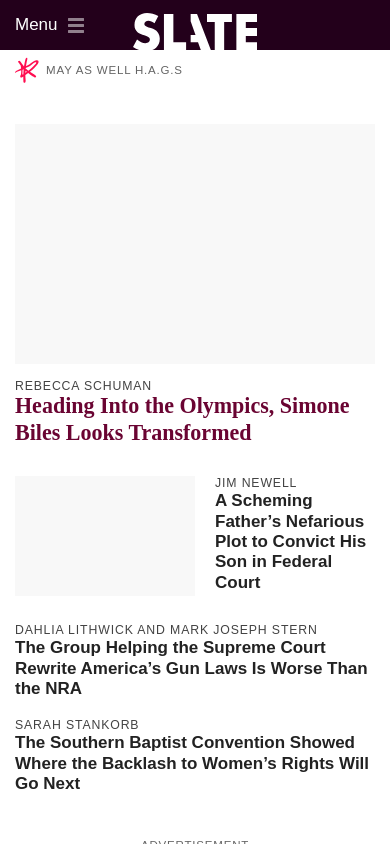 Menu
SLATE
MAY AS WELL H.A.G.S
REBECCA SCHUMAN
Heading Into the Olympics, Simone
Biles Looks Transformed
JIM NEWELL
A Scheming
Father’s Nefarious
Plot to Convict His
Son in Federal
Court
DAHLIA LITHWICK AND MARK JOSEPH STERN
The Group Helping the Supreme Court
Rewrite America’s Gun Laws Is Worse Than
the NRA
SARAH STANKORB
The Southern Baptist Convention Showed
Where the Backlash to Women’s Rights Will
Go Next
ADVERTISEMENT